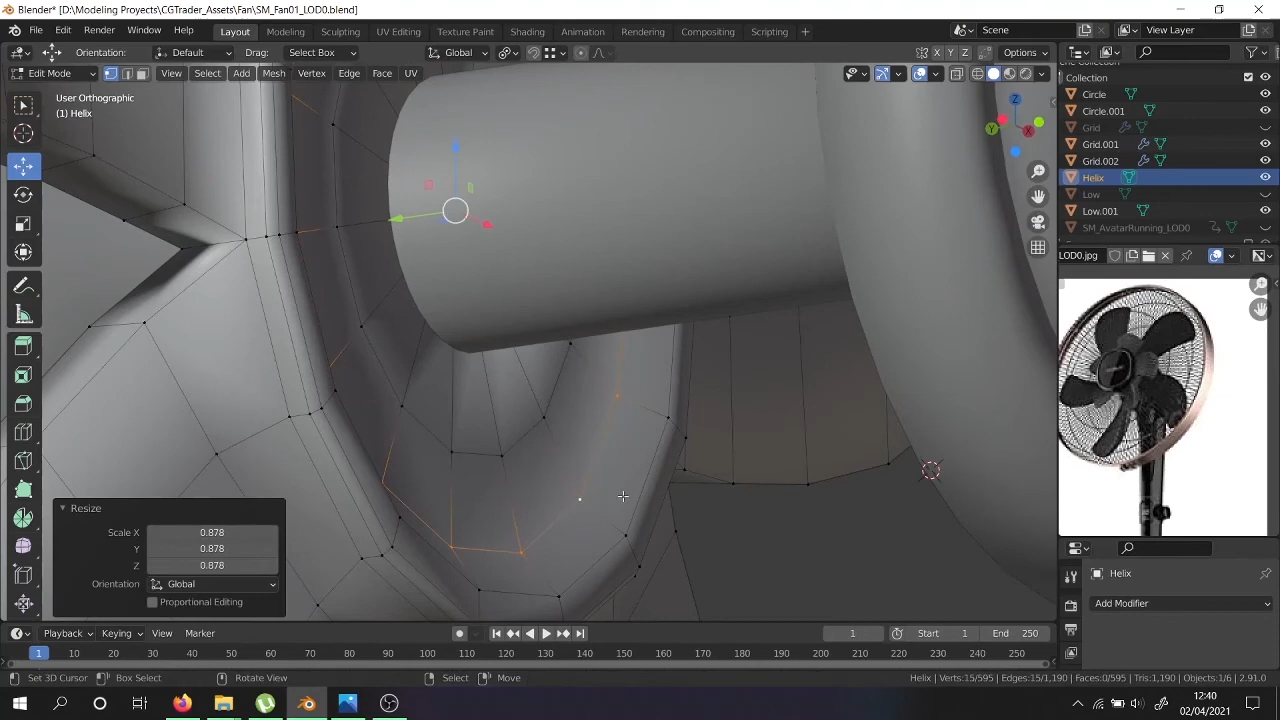 Blender* [D:\Modeling Projects\CGTrader_Assets\Fan\SM_Fan01_LOD0.blend]
File Edit Render Window Help Layout Modeling Sculpting UV Editing Texture Paint Shading Animation Rendering Compositing Scripting + Scene View Layer
Orientation: Default Drag: Select Box Global X Y Z Options
Edit Mode View Select Add Mesh Vertex Edge Face UV
User Orthographic
(1) Helix
Z
Y
X
Collection
Circle
Circle.001
Grid
Grid.001
Grid.002
Helix
Low
Low.001
SM_AvatarRunning_LOD0
LOD0.jpg
Resize
Scale X 0.878
Y 0.878
Z 0.878
Orientation Global
Proportional Editing
Helix
Add Modifier
Playback Keying View Marker 1 Start 1 End 250
1 10 20 30 40 50 60 70 80 90 100 110 120 130 140 150 160 170 180 190 200 210 220 230 240 250
Set 3D Cursor Box Select Rotate View Select Move Helix | Verts:15/595 | Edges:15/1,190 | Faces:0/595 | Tris:1,190 | Objects:1/6 | 2.91.0
12:40
02/04/2021